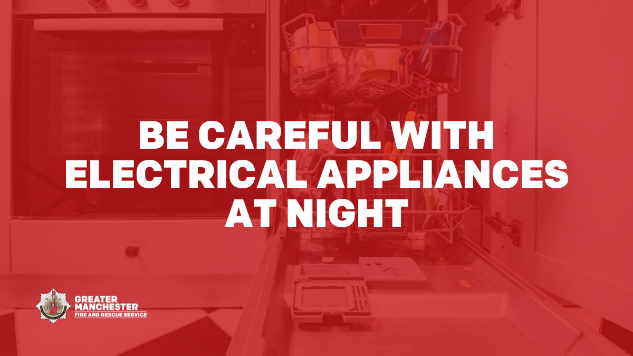 BE CAREFUL WITH
ELECTRICAL APPLIANCES
AT NIGHT
GREATER
MANCHESTER
FIRE AND RESCUE SERVICE